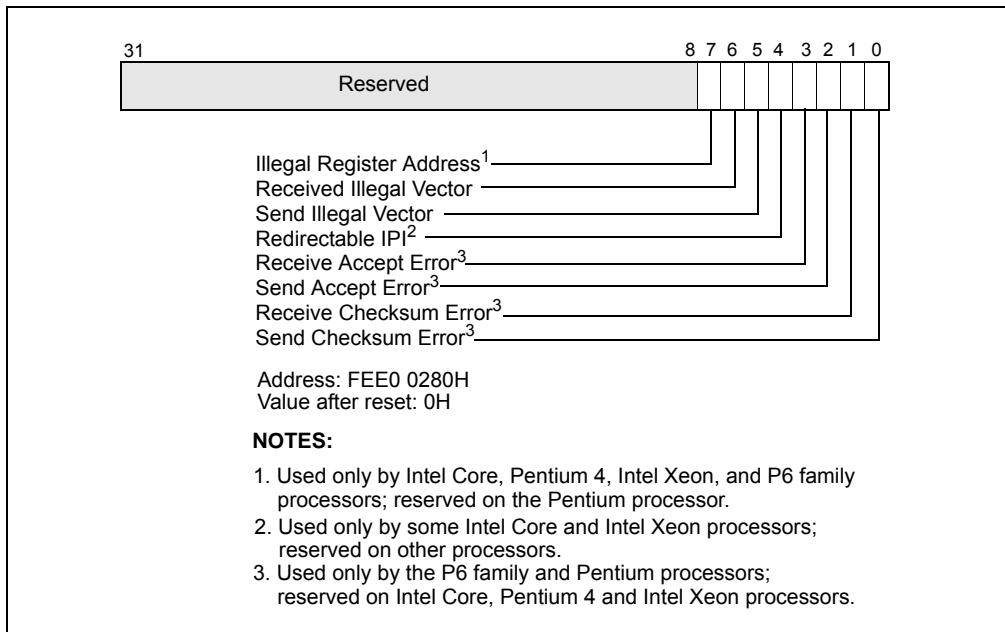 31 8 7 6 5 4 3 2 1 0
Reserved
Illegal Register Address1
Received Illegal Vector
Send Illegal Vector
Redirectable IPI2
Receive Accept Error3
Send Accept Error3
Receive Checksum Error3
Send Checksum Error3
Address: FEE0 0280H
Value after reset: 0H
NOTES:
1. Used only by Intel Core, Pentium 4, Intel Xeon, and P6 family
processors; reserved on the Pentium processor.
2. Used only by some Intel Core and Intel Xeon processors;
reserved on other processors.
3. Used only by the P6 family and Pentium processors;
reserved on Intel Core, Pentium 4 and Intel Xeon processors.